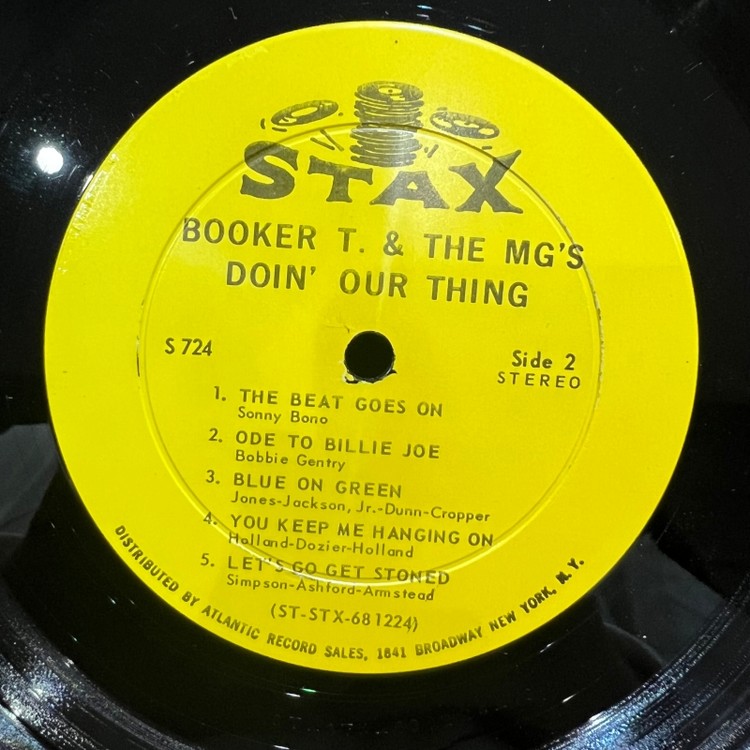 STAX
BOOKER T. & THE MG'S
DOIN' OUR THING
S 724
Side 2
STEREO
1. THE BEAT GOES ON
Sonny Bono
2. ODE TO BILLIE JOE
Bobbie Gentry
3. BLUE ON GREEN
Jones-Jackson, Jr.-Dunn-Cropper
4. YOU KEEP ME HANGING ON
Holland-Dozier-Holland
5. LET'S GO GET STONED
Simpson-Ashford-Armstead
(ST-STX-681224)
DISTRIBUTED BY ATLANTIC RECORD SALES, 1841 BROADWAY NEW YORK, N. Y.